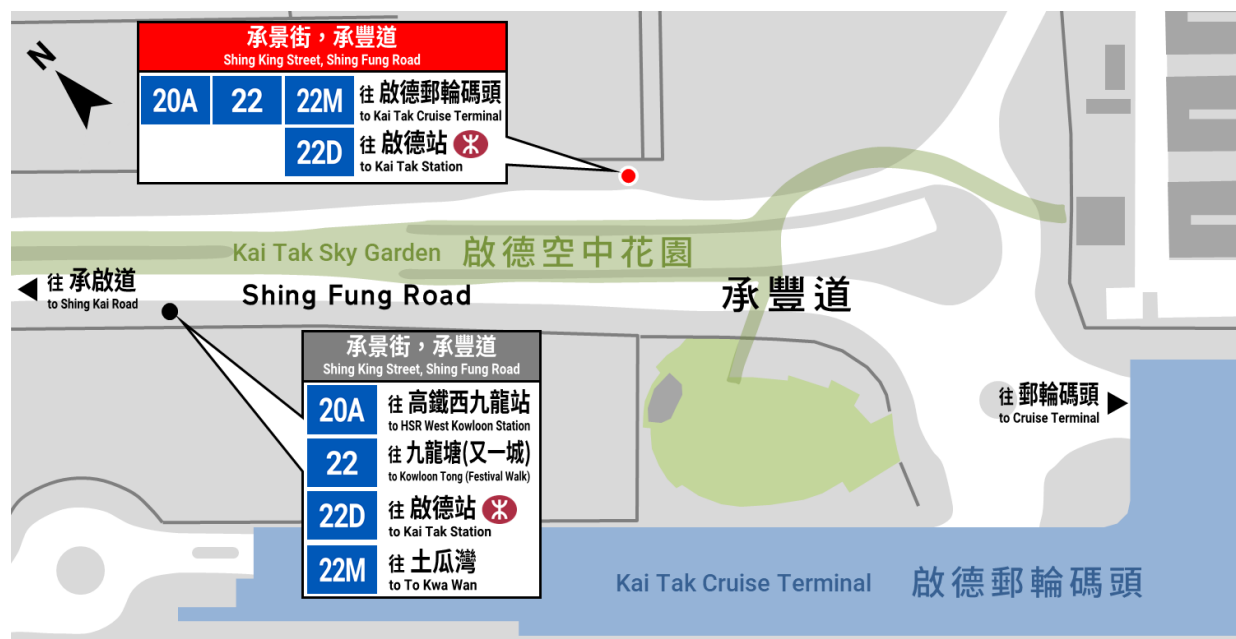 N
承景街，承豐道
Shing King Street, Shing Fung Road
20A 22 22M 往 啟德郵輪碼頭
to Kai Tak Cruise Terminal
22D 往 啟德站
to Kai Tak Station
Kai Tak Sky Garden 啟德空中花園
往 承啟道
to Shing Kai Road
Shing Fung Road 承豐道
承景街，承豐道
Shing King Street, Shing Fung Road
20A 往 高鐵西九龍站
to HSR West Kowloon Station
22 往 九龍塘(又一城)
to Kowloon Tong (Festival Walk)
22D 往 啟德站
to Kai Tak Station
22M 往 土瓜灣
to To Kwa Wan
往 郵輪碼頭
to Cruise Terminal
Kai Tak Cruise Terminal 啟德郵輪碼頭